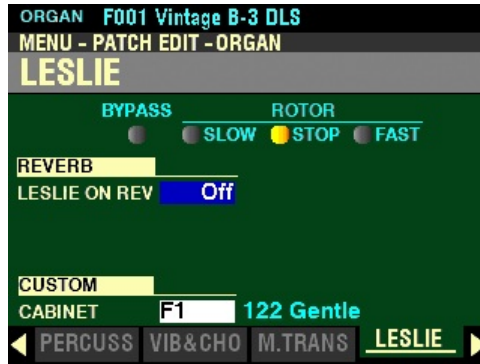 ORGAN F001 Vintage B-3 DLS
MENU - PATCH EDIT - ORGAN
LESLIE
BYPASS ROTOR
SLOW STOP FAST
REVERB
LESLIE ON REV Off
CUSTOM
CABINET F1 122 Gentle
PERCUSS VIB&CHO M.TRANS LESLIE